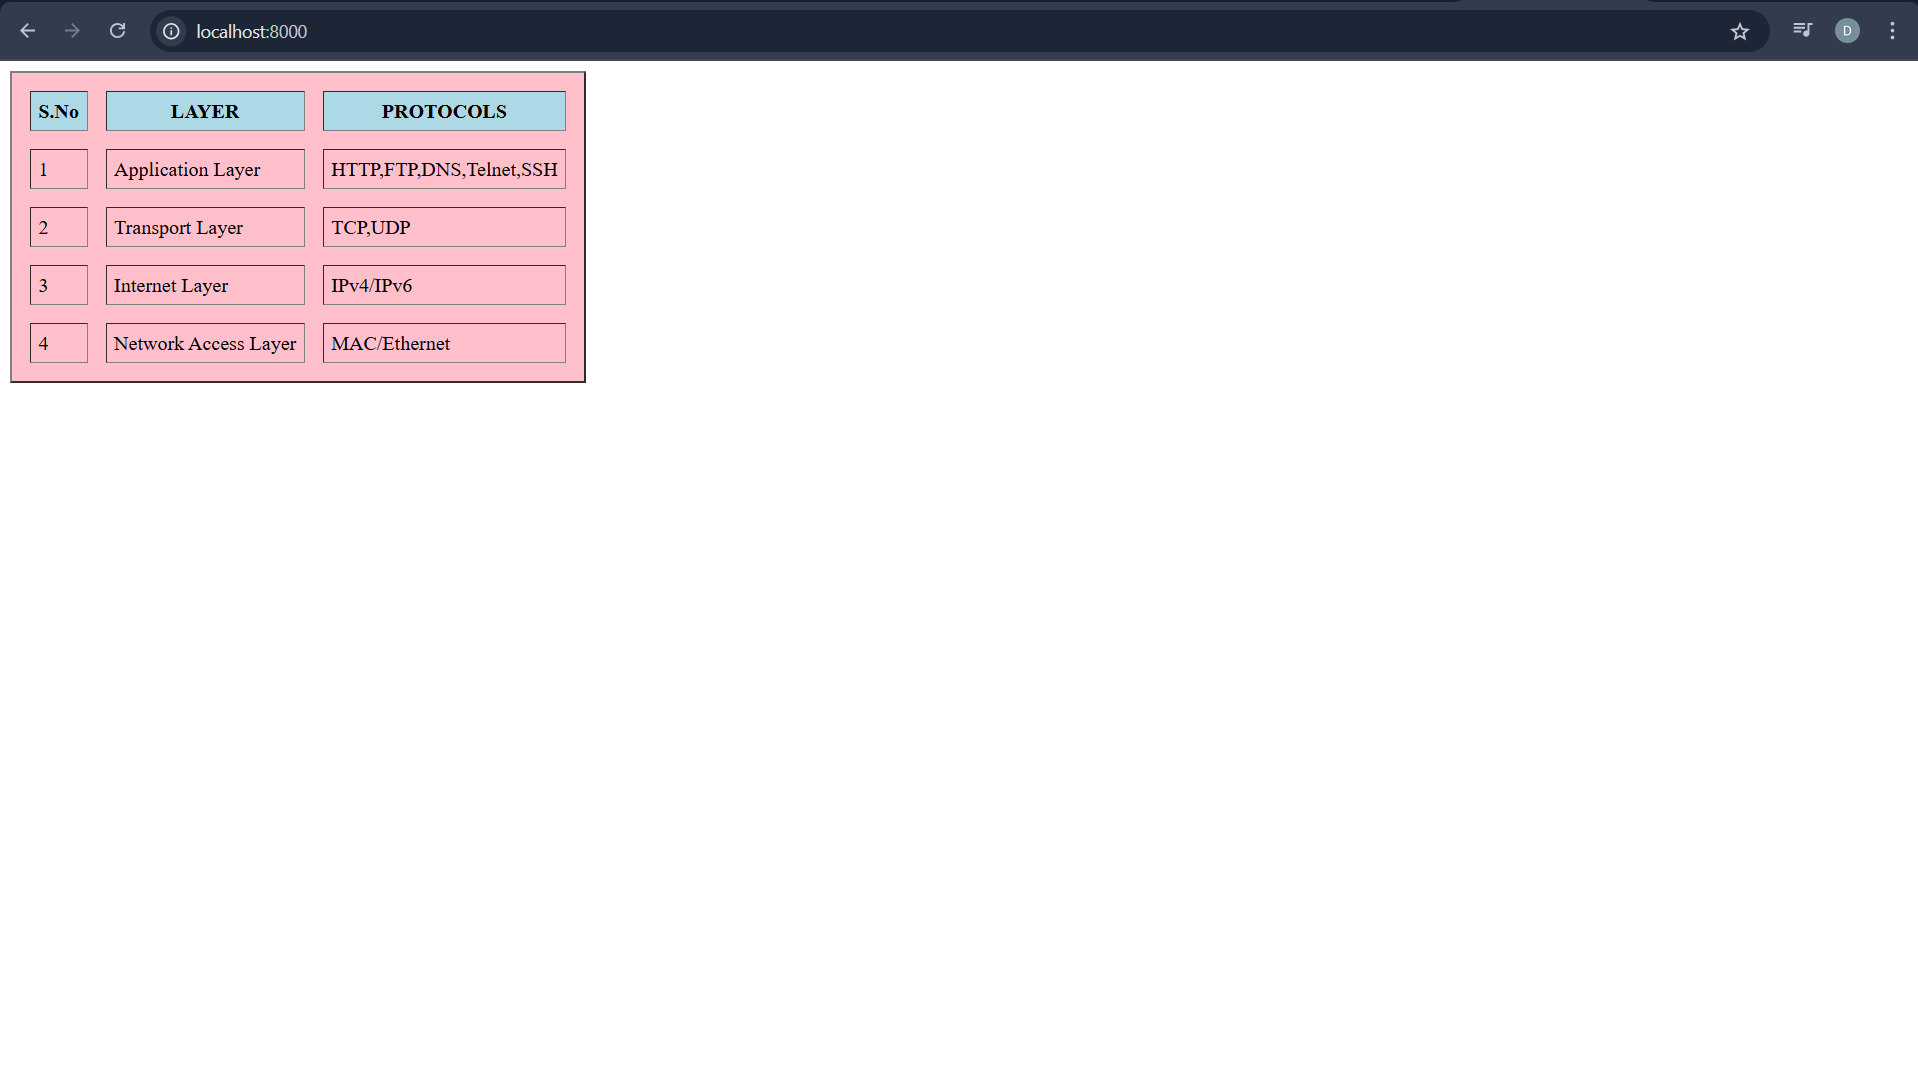 localhost:8000
D
S.No LAYER PROTOCOLS
1 Application Layer HTTP,FTP,DNS,Telnet,SSH
2 Transport Layer TCP,UDP
3 Internet Layer IPv4/IPv6
4 Network Access Layer MAC/Ethernet